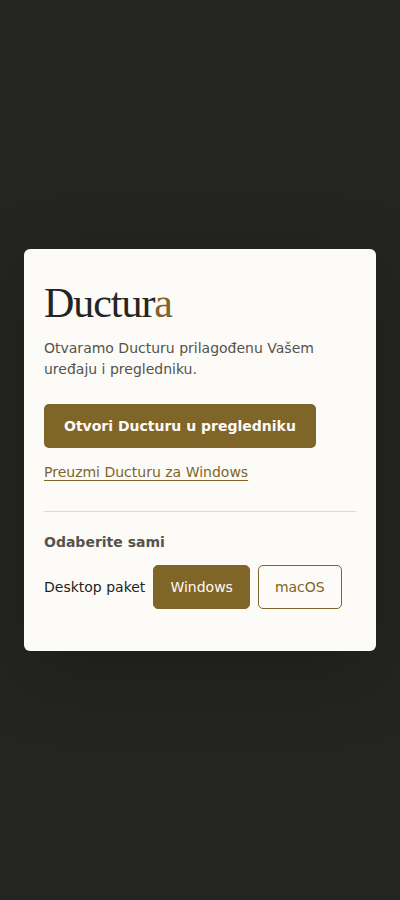 Ductura
Otvaramo Ducturu prilagođenu Vašem
uređaju i pregledniku.
Otvori Ducturu u pregledniku
Preuzmi Ducturu za Windows
Odaberite sami
Desktop paket Windows macOS